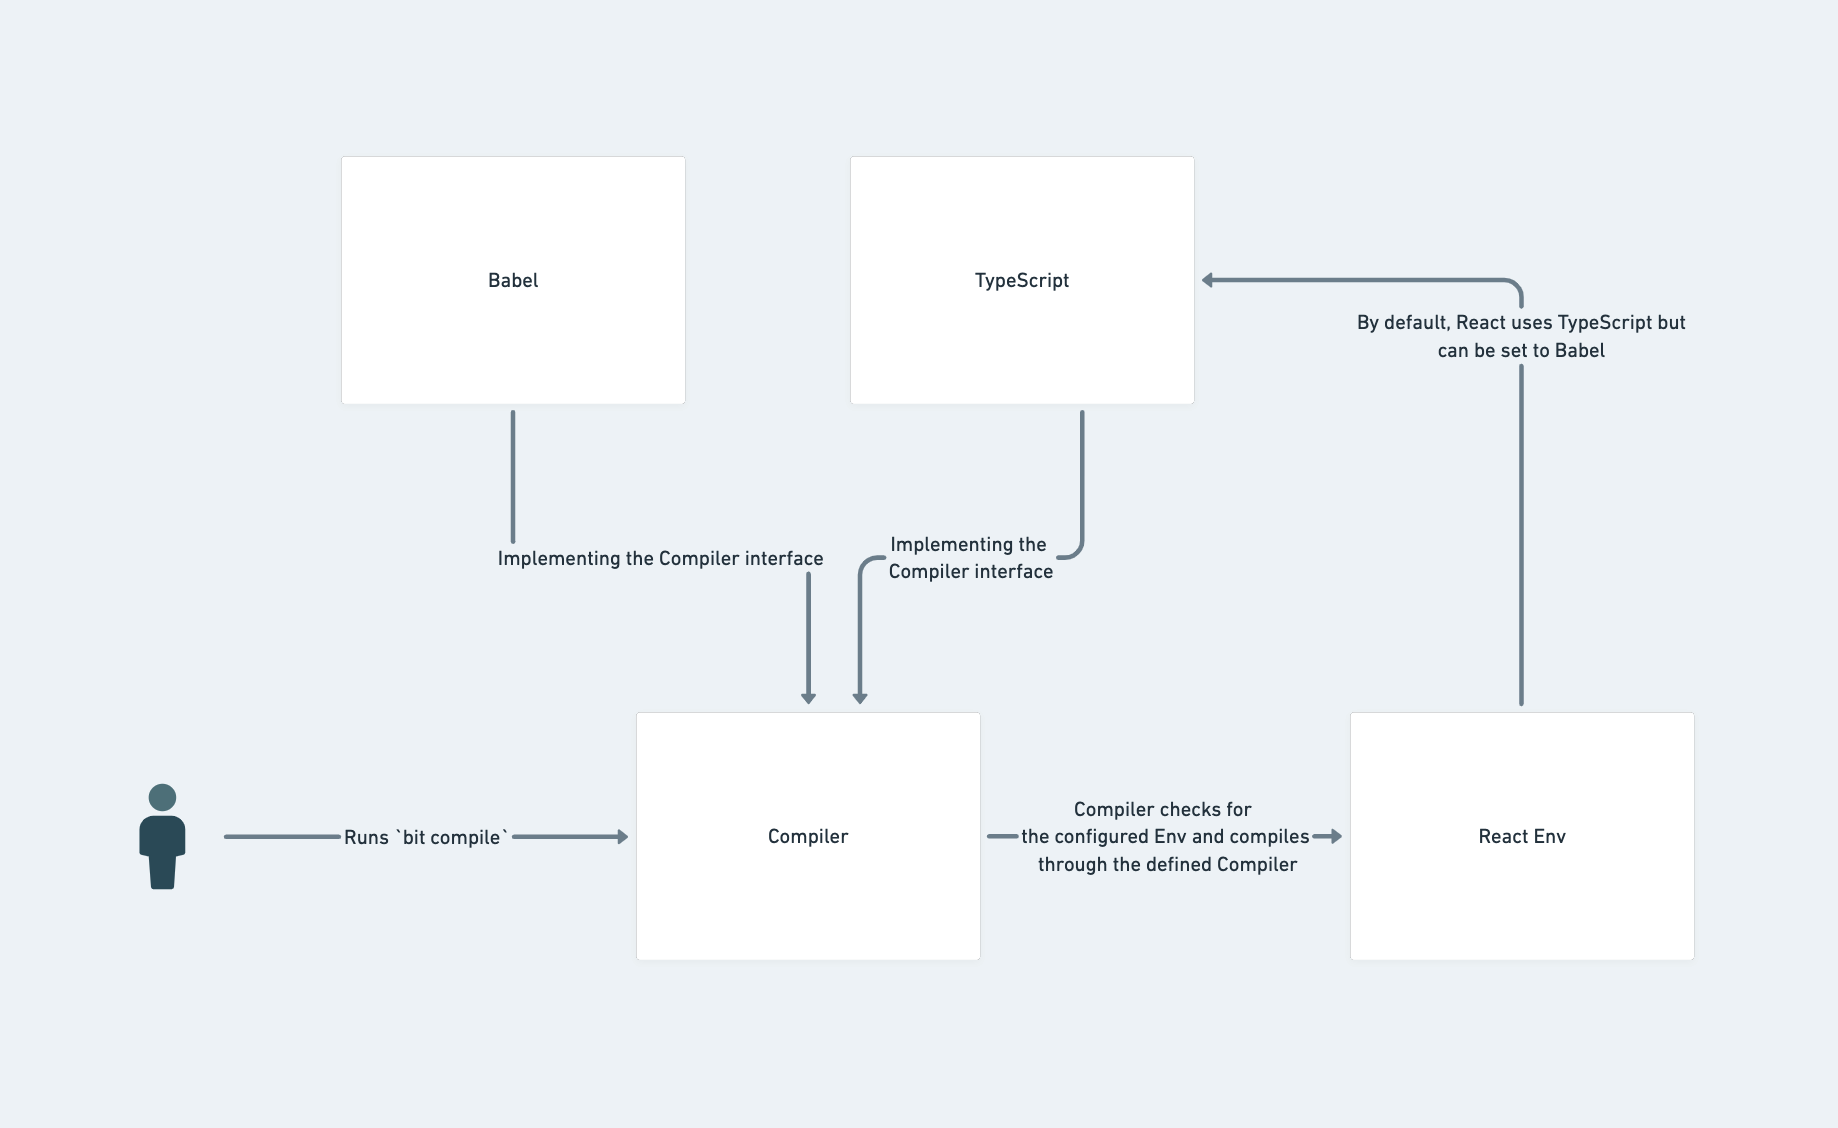 Babel
TypeScript
By default, React uses TypeScript but
can be set to Babel
Implementing the Compiler interface
Implementing the
Compiler interface
Runs `bit compile`
Compiler
Compiler checks for
the configured Env and compiles
through the defined Compiler
React Env